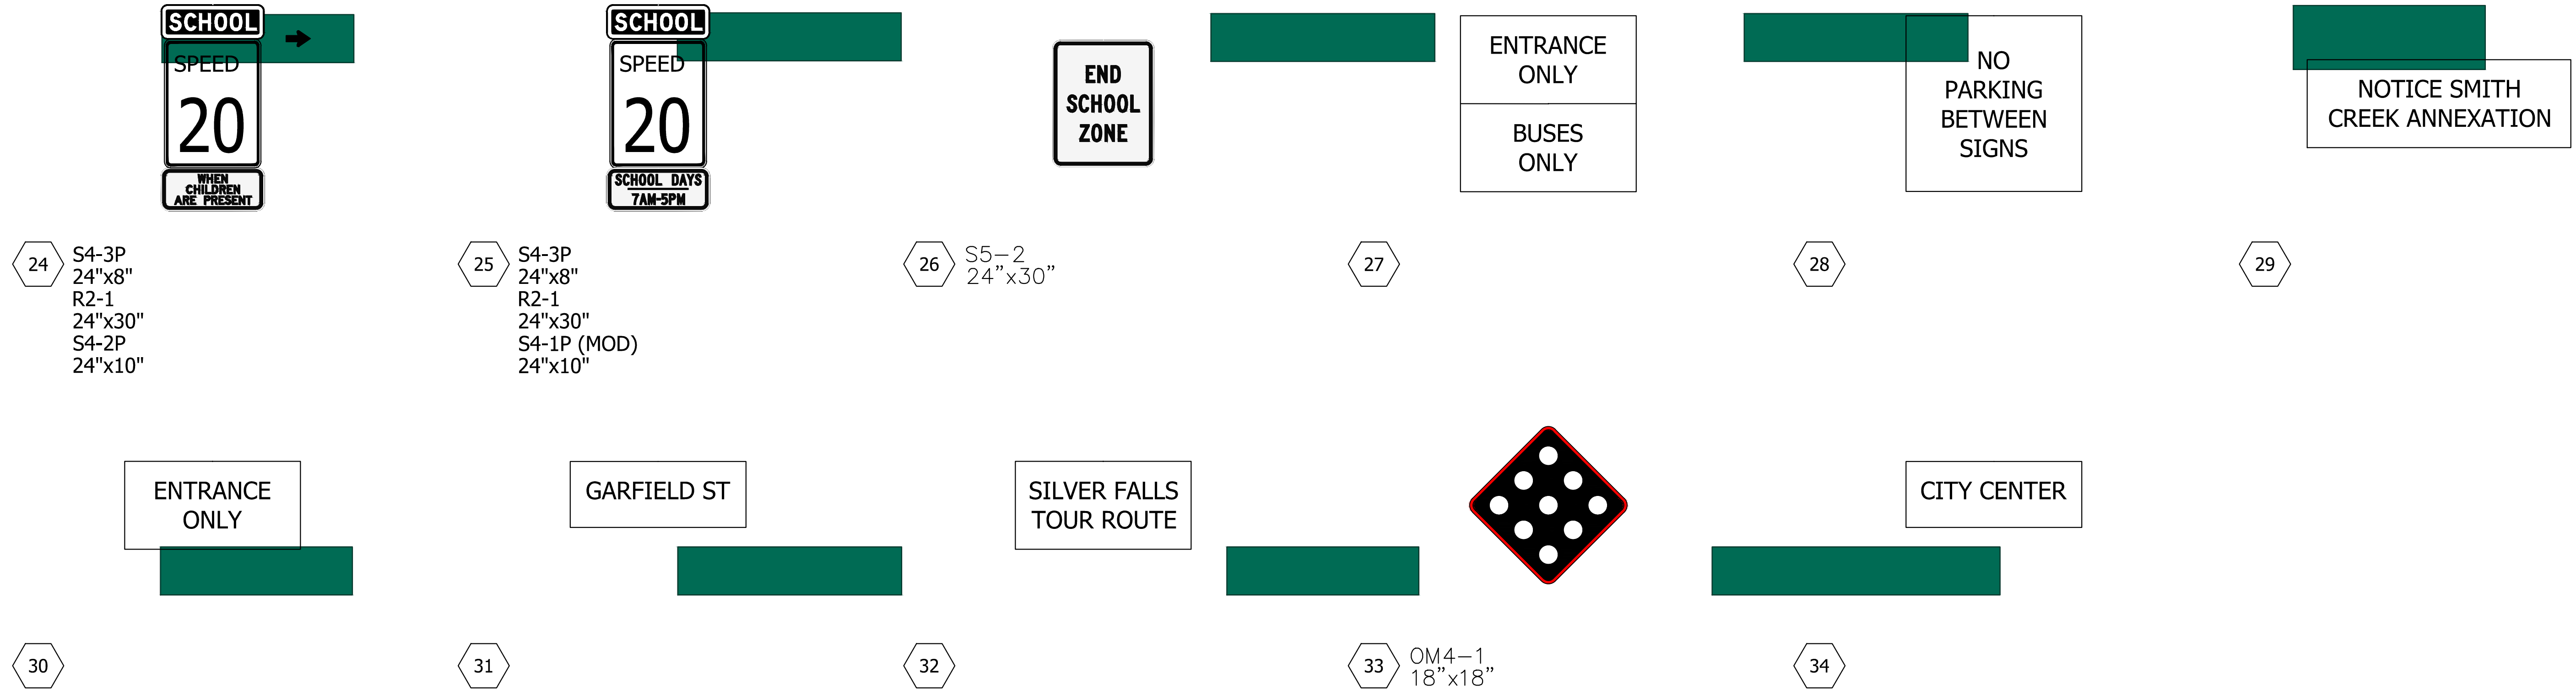 SCHOOL
SPEED
20
WHEN
CHILDREN
ARE PRESENT
24
S4-3P
24"x8"
R2-1
24"x30"
S4-2P
24"x10"
SCHOOL
SPEED
20
SCHOOL DAYS
7AM-5PM
25
S4-3P
24"x8"
R2-1
24"x30"
S4-1P (MOD)
24"x10"
END
SCHOOL
ZONE
26
S5-2
24"x30"
ENTRANCE
ONLY
BUSES
ONLY
27
NO
PARKING
BETWEEN
SIGNS
28
NOTICE SMITH
CREEK ANNEXATION
29
ENTRANCE
ONLY
30
GARFIELD ST
31
SILVER FALLS
TOUR ROUTE
32
33
OM4-1
18"x18"
CITY CENTER
34